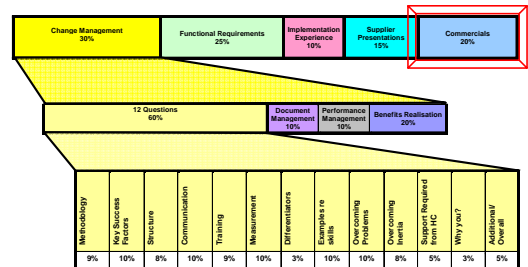 Change Management
30%
Functional Requirements
25%
Implementation
Experience
10%
Supplier
Presentations
15%
Commercials
20%
12 Questions
60%
Document
Management
10%
Performance
Management
10%
Benefits Realisation
20%
Methodology
Key Success
Factors
Structure
Communication
Training
Measurement
Differentiators
Examples re
skills
Overcoming
Problems
Overcoming
Inertia
Support Required
from HC
Why you?
Additional/
Overall
9%
10%
8%
10%
9%
10%
3%
10%
10%
8%
5%
3%
5%